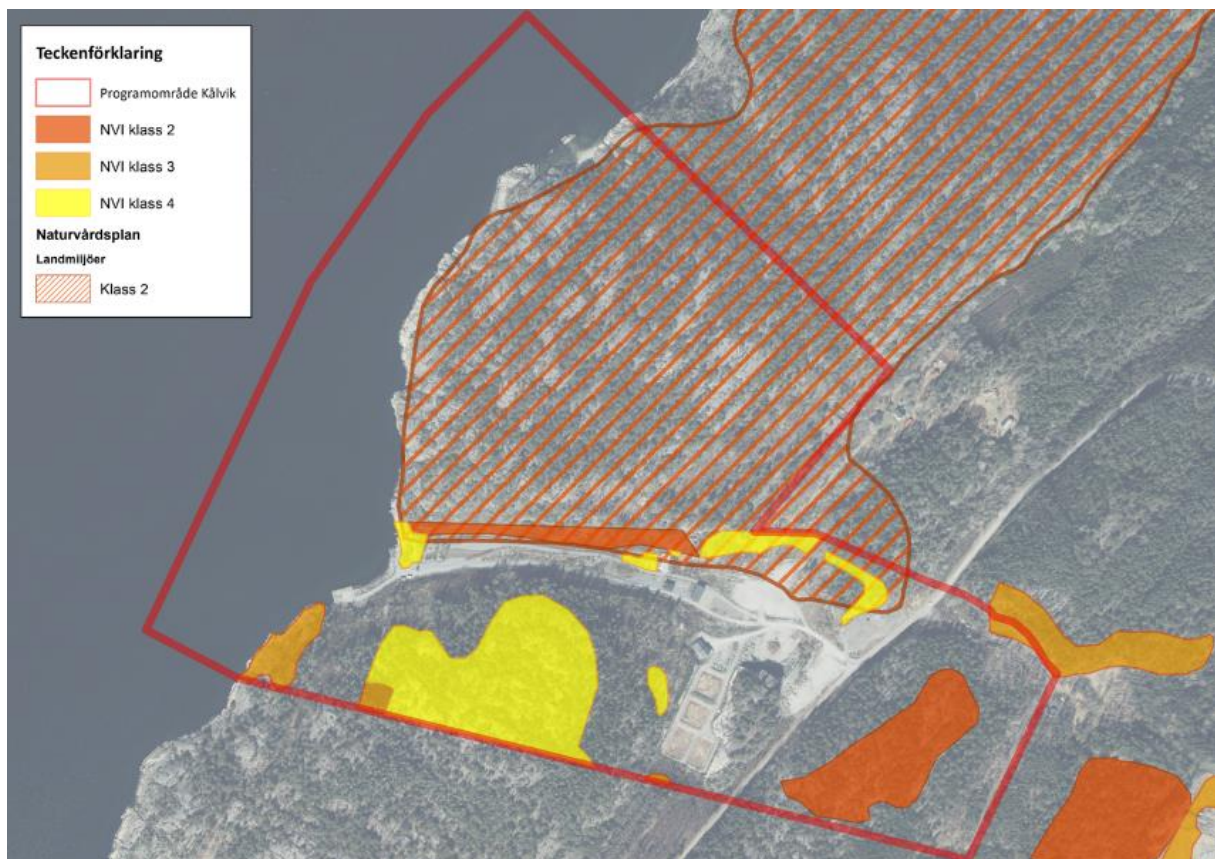 Teckenförklaring
Programområde Kålvik
NVI klass 2
NVI klass 3
NVI klass 4
Naturvårdsplan
Landmiljöer
Klass 2